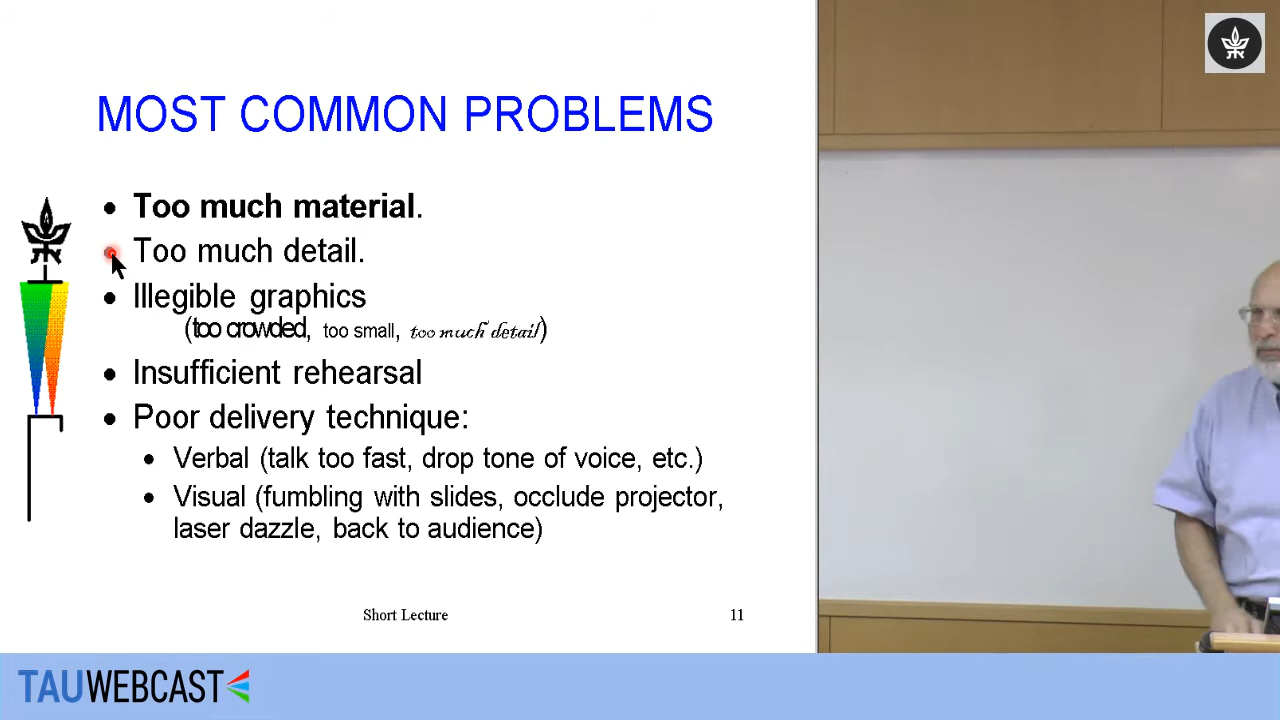 MOST COMMON PROBLEMS
• Too much material.
• Too much detail.
• Illegible graphics
(too crowded, too small, too much detail)
• Insufficient rehearsal
• Poor delivery technique:
• Verbal (talk too fast, drop tone of voice, etc.)
• Visual (fumbling with slides, occlude projector,
laser dazzle, back to audience)
Short Lecture
11
TAUWEBCAST